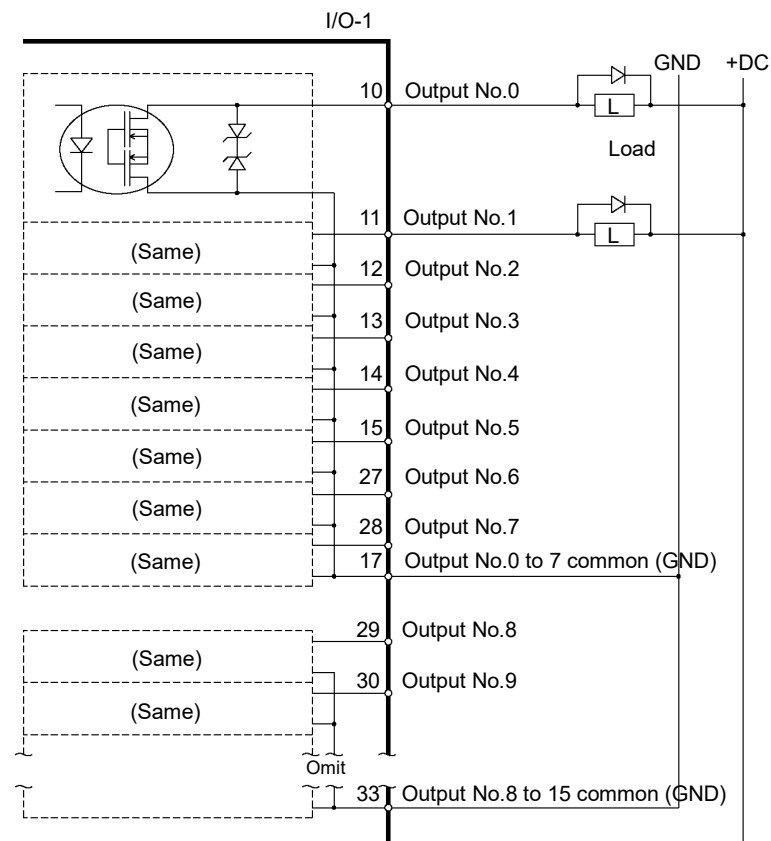 I/O-1
GND +DC
10 Output No.0
L
Load
11 Output No.1
L
(Same)
12 Output No.2
(Same)
13 Output No.3
(Same)
14 Output No.4
(Same)
15 Output No.5
(Same)
27 Output No.6
(Same)
28 Output No.7
(Same)
17 Output No.0 to 7 common (GND)
29 Output No.8
(Same)
30 Output No.9
(Same)
Omit
33 Output No.8 to 15 common (GND)